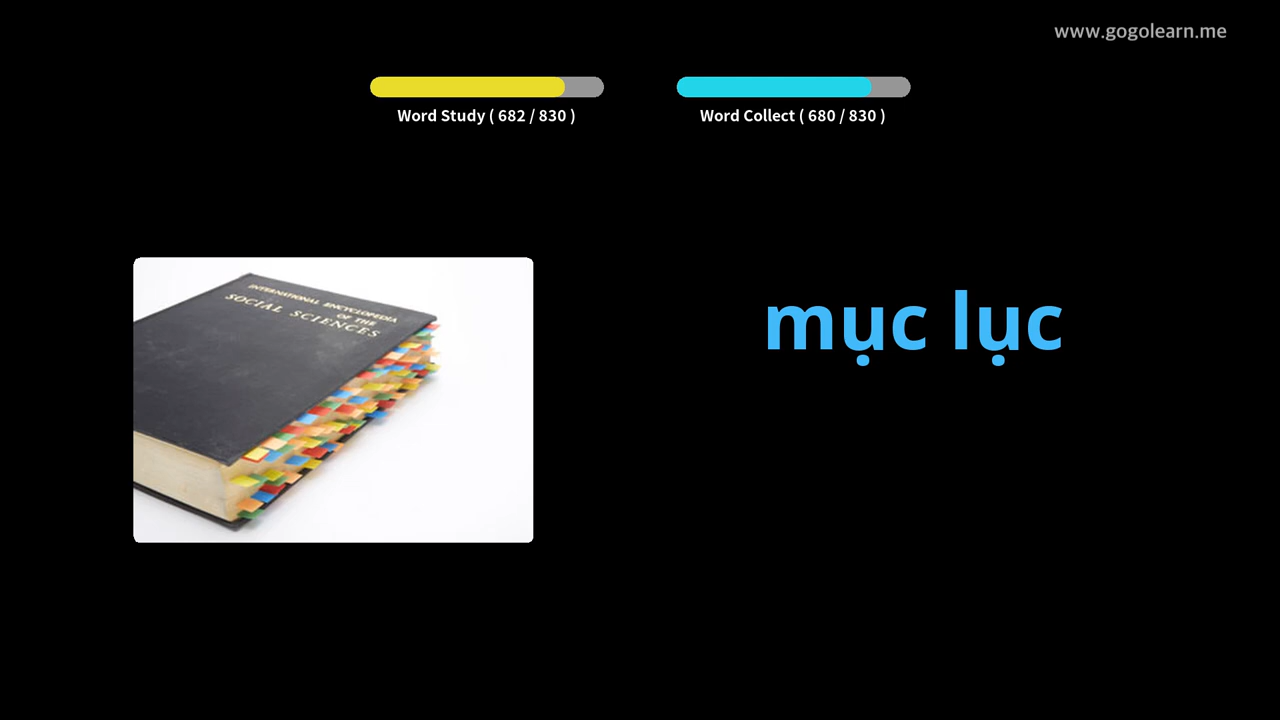 www.gogolearn.me
Word Study ( 682 / 830 )
Word Collect ( 680 / 830 )
INTERNATIONAL ENCYCLOPEDIA
OF THE
SOCIAL SCIENCES
mục lục